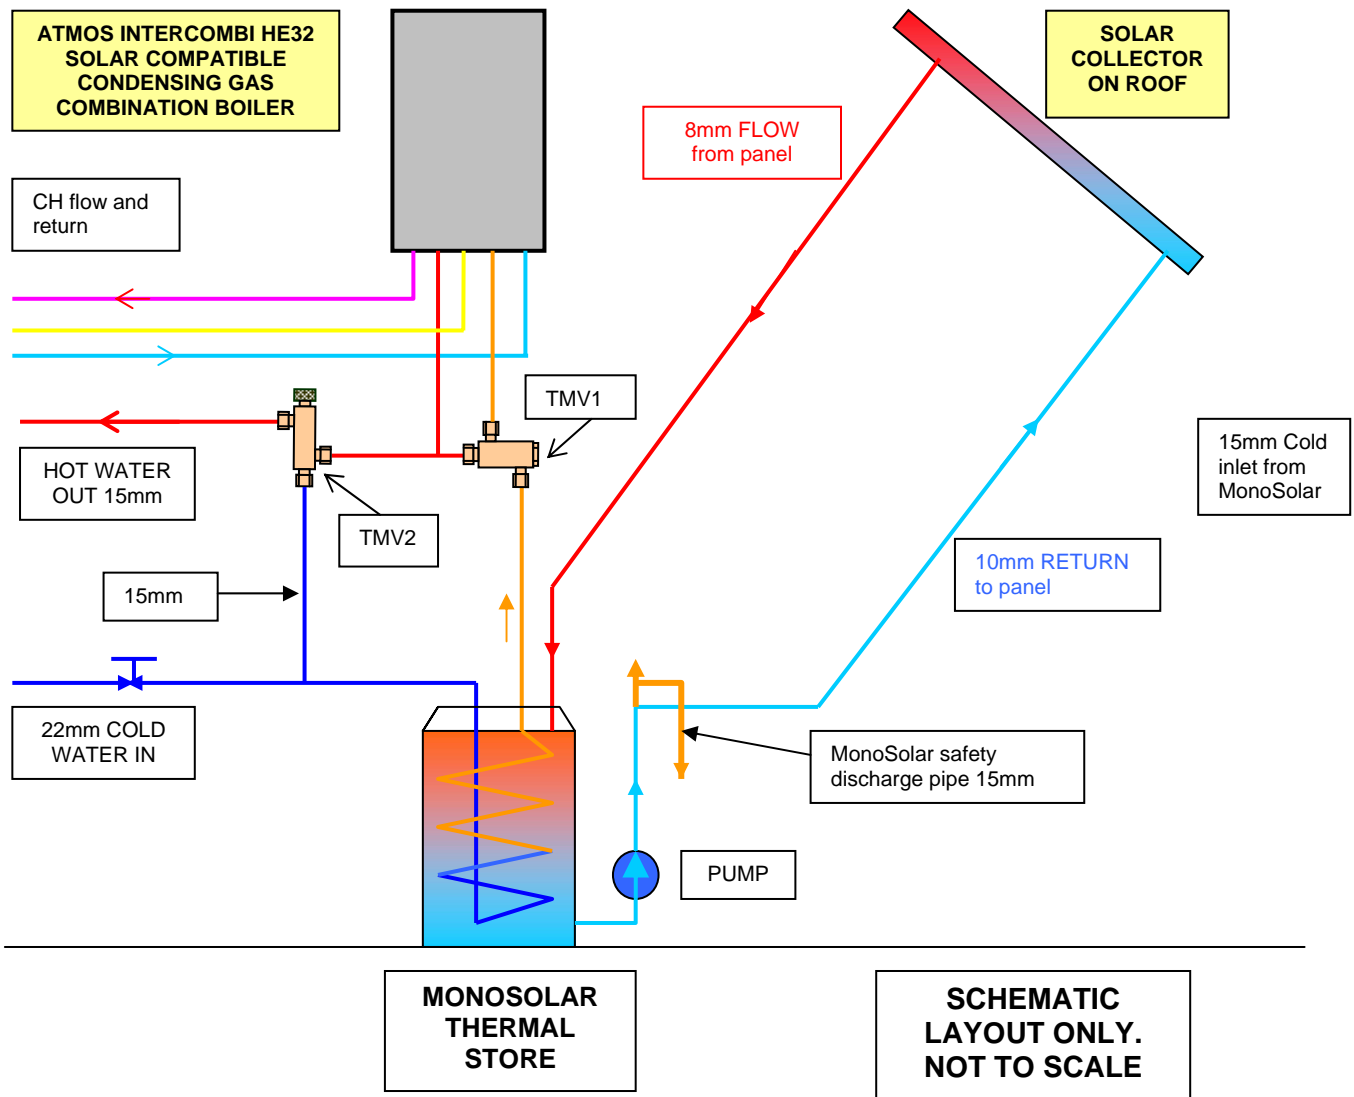 ATMOS INTERCOMBI HE32
SOLAR COMPATIBLE
CONDENSING GAS
COMBINATION BOILER
SOLAR
COLLECTOR
ON ROOF
8mm FLOW
from panel
CH flow and
return
TMV1
15mm Cold
inlet from
MonoSolar
HOT WATER
OUT 15mm
TMV2
10mm RETURN
to panel
15mm
22mm COLD
WATER IN
MonoSolar safety
discharge pipe 15mm
PUMP
MONOSOLAR
THERMAL
STORE
SCHEMATIC
LAYOUT ONLY.
NOT TO SCALE